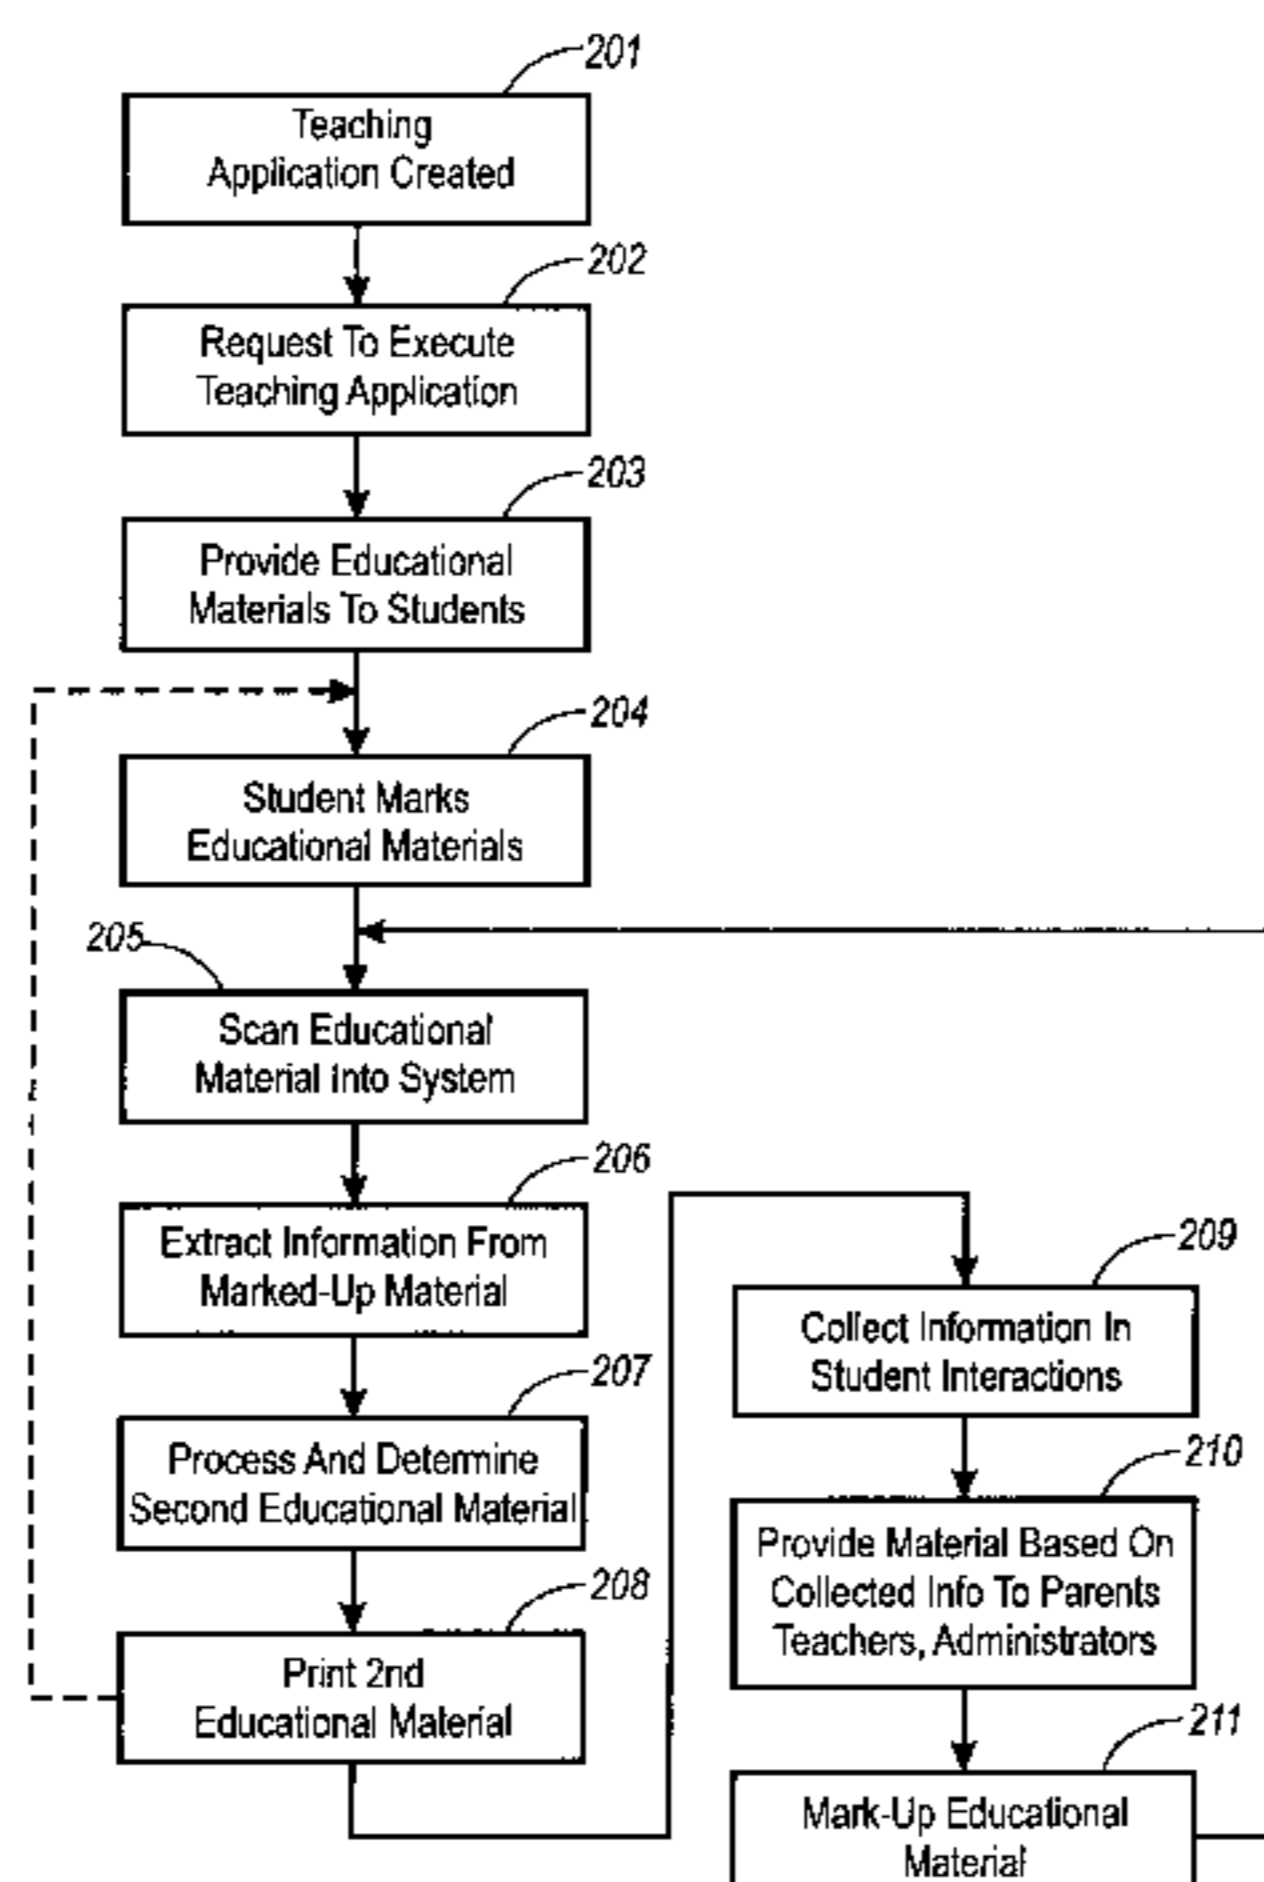 201
Teaching
Application Created
202
Request To Execute
Teaching Application
203
Provide Educational
Materials To Students
204
Student Marks
Educational Materials
205
Scan Educational
Material Into System
206
Extract Information From
Marked-Up Material
207
Process And Determine
Second Educational Material
208
Print 2nd
Educational Material
209
Collect Information In
Student Interactions
210
Provide Material Based On
Collected Info To Parents
Teachers, Administrators
211
Mark-Up Educational
Material